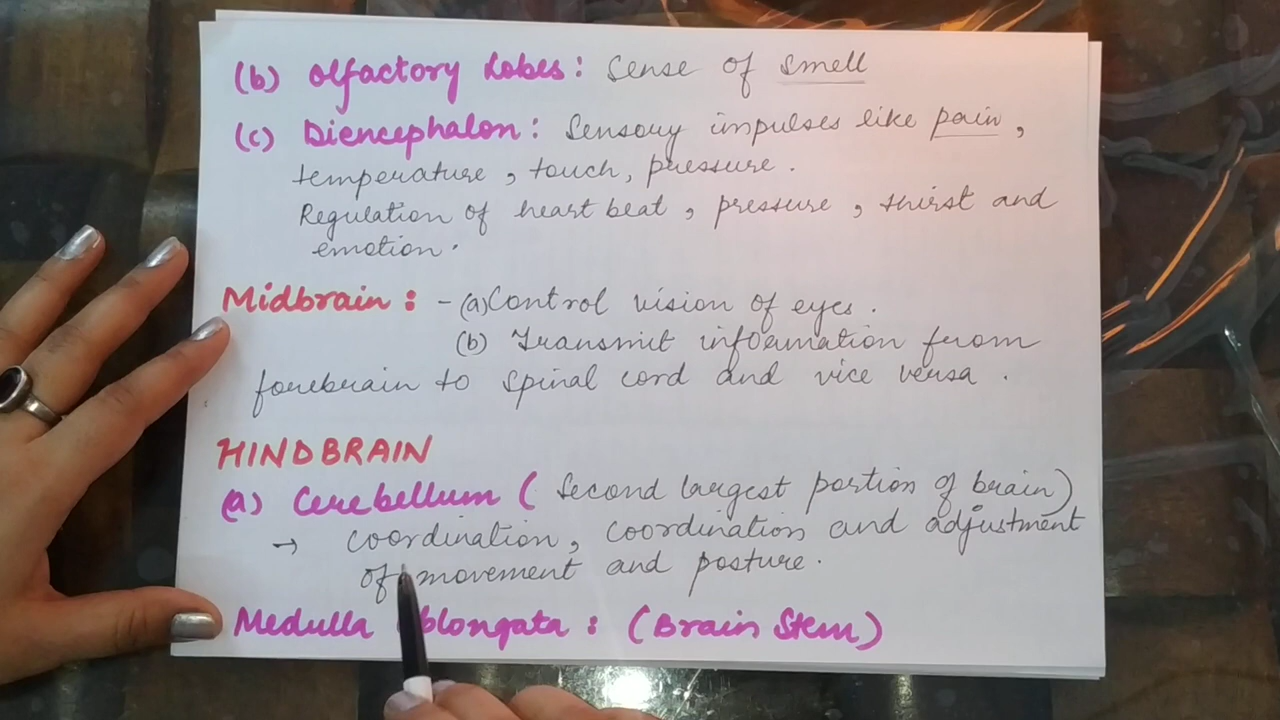 (b) Olfactory Lobes: Sense of smell
(c) Diencephalon: Sensory impulses like pain,
temperature, touch, pressure.
Regulation of heart beat, pressure, thirst and
emotion.
Midbrain: - (a) Control vision of eyes.
(b) Transmit information from
forebrain to spinal cord and vice versa.
HINDBRAIN
(a) Cerebellum (Second largest portion of brain)
→ coordination, coordination and adjustment
of movement and posture.
Medulla Oblongata: (Brain Stem)